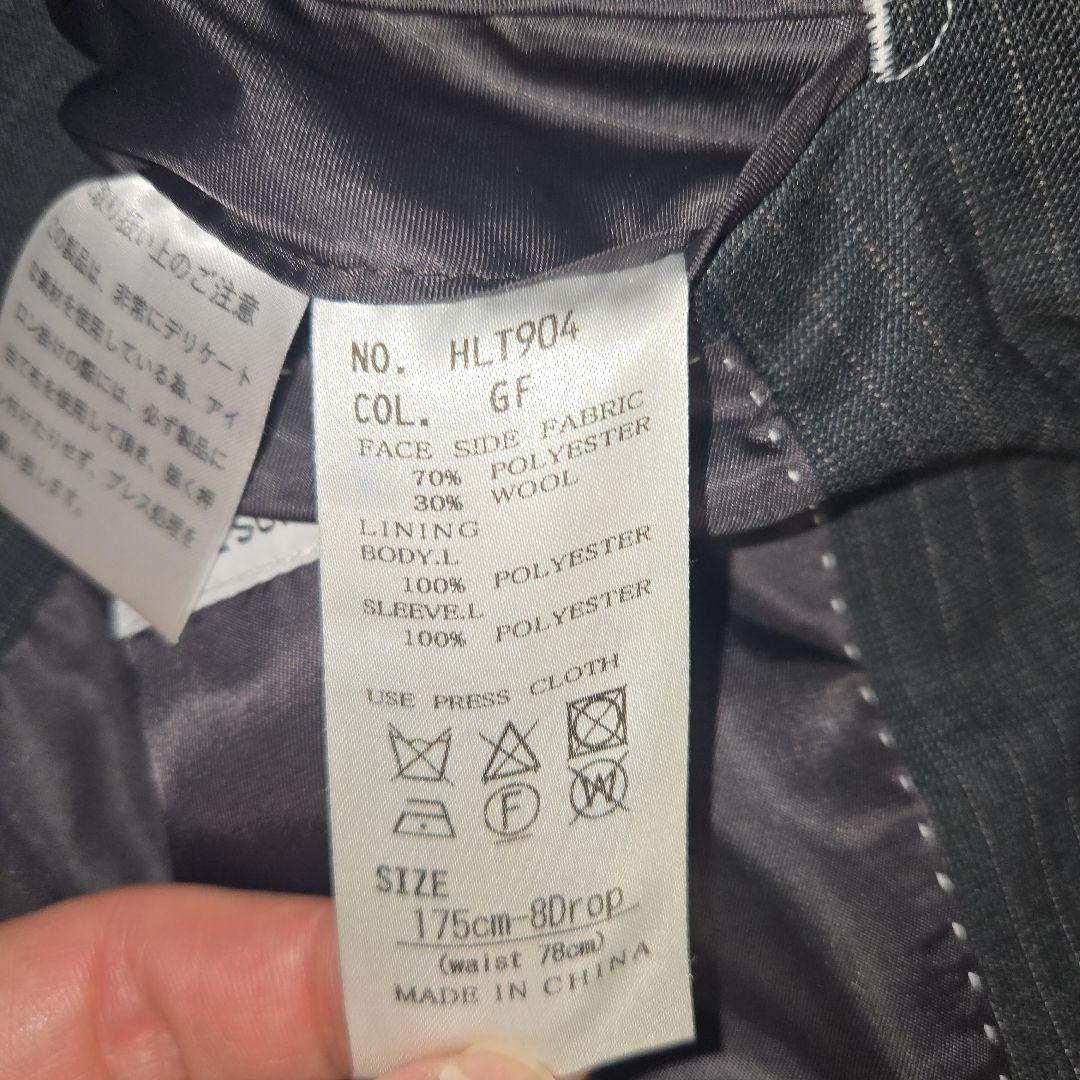 取り扱い上のご注意
この製品は、非常にデリケート
な素材を使用している為、アイ
ロン掛けの際には、必ず製品に
当て布を使用して頂き、強く押
し付けたりせず、プレス処理を
します。
NO. HLT904
COL. GF
FACE SIDE FABRIC
70% POLYESTER
30% WOOL
LINING
BODY.L
100% POLYESTER
SLEEVE.L
100% POLYESTER
USE PRESS CLOTH
F
W
SIZE
175cm-8Drop
(waist 78cm)
MADE IN CHINA